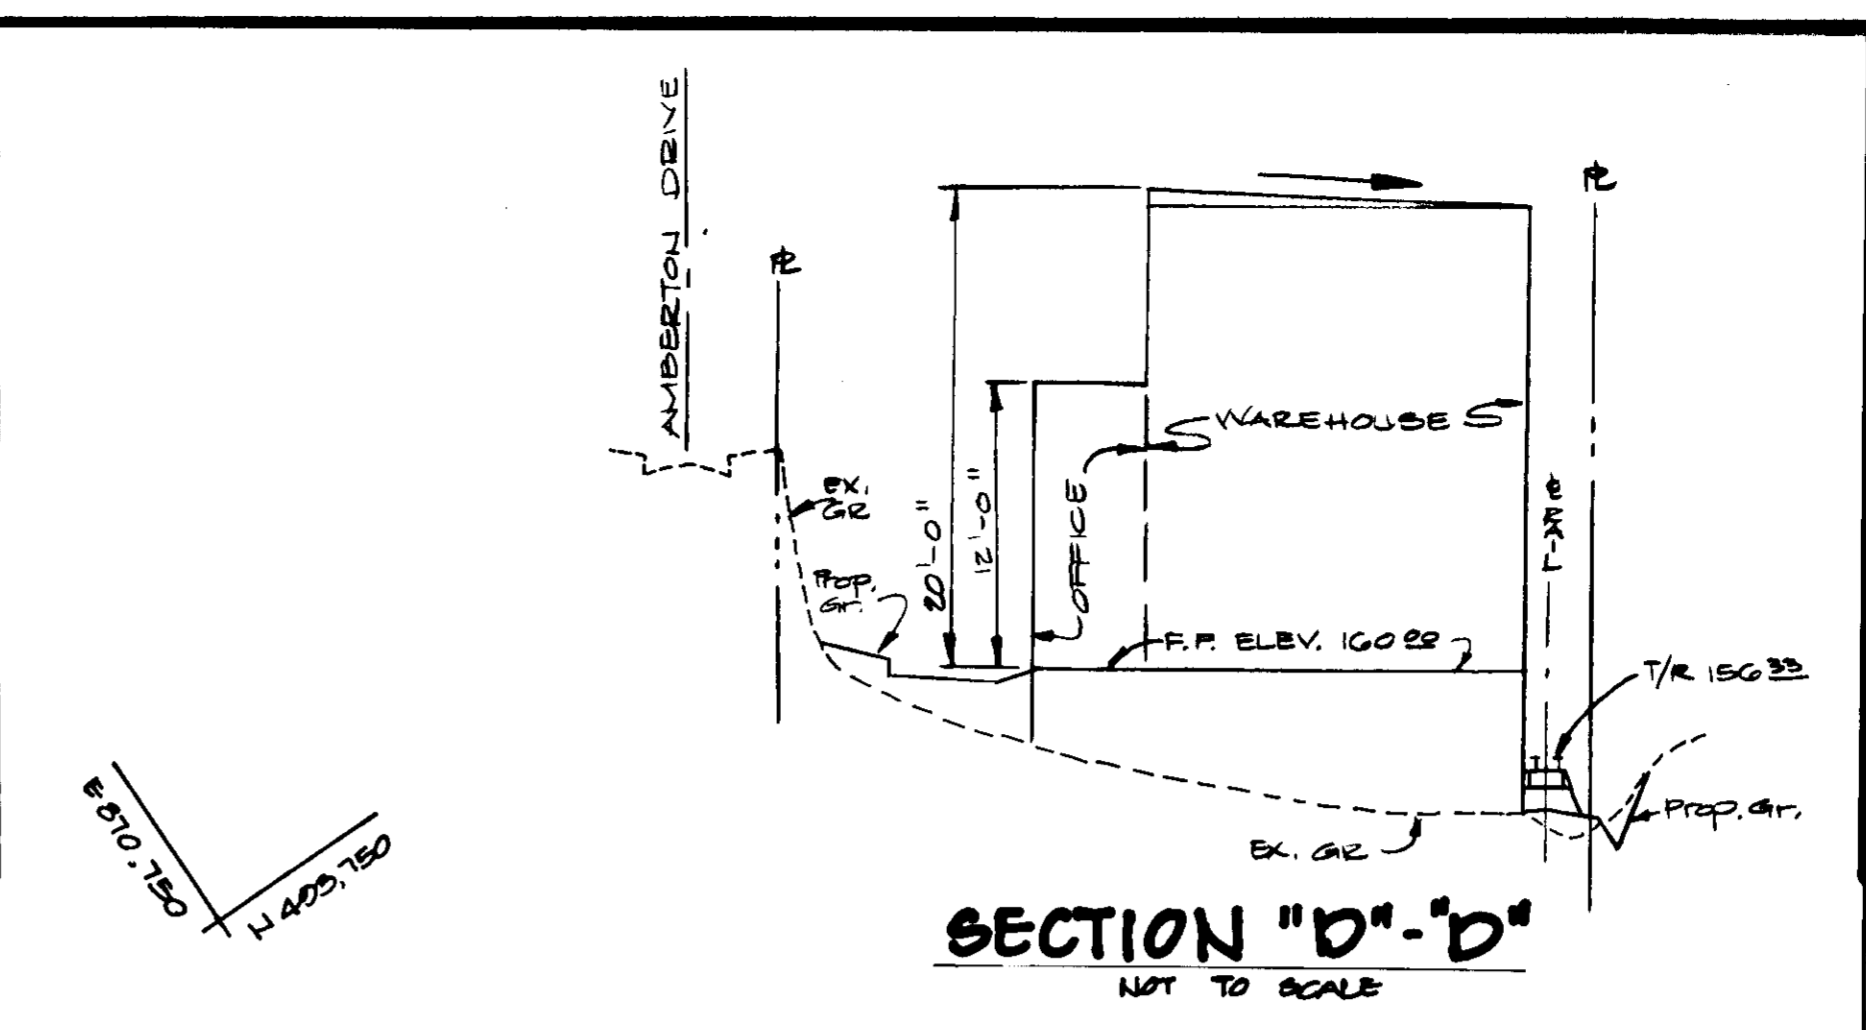 AMBERTON DRIVE
PL
PL
WAREHOUSE
EX.
GR
Prop.
Gr.
20'-0"
12'-0"
OFFICE
℄ RAIL
F.F. ELEV. 160.00
T/R 156.33
Prop. Gr.
EX. GR
E 870,750
N 493,750
SECTION "D"-"D"
NOT TO SCALE